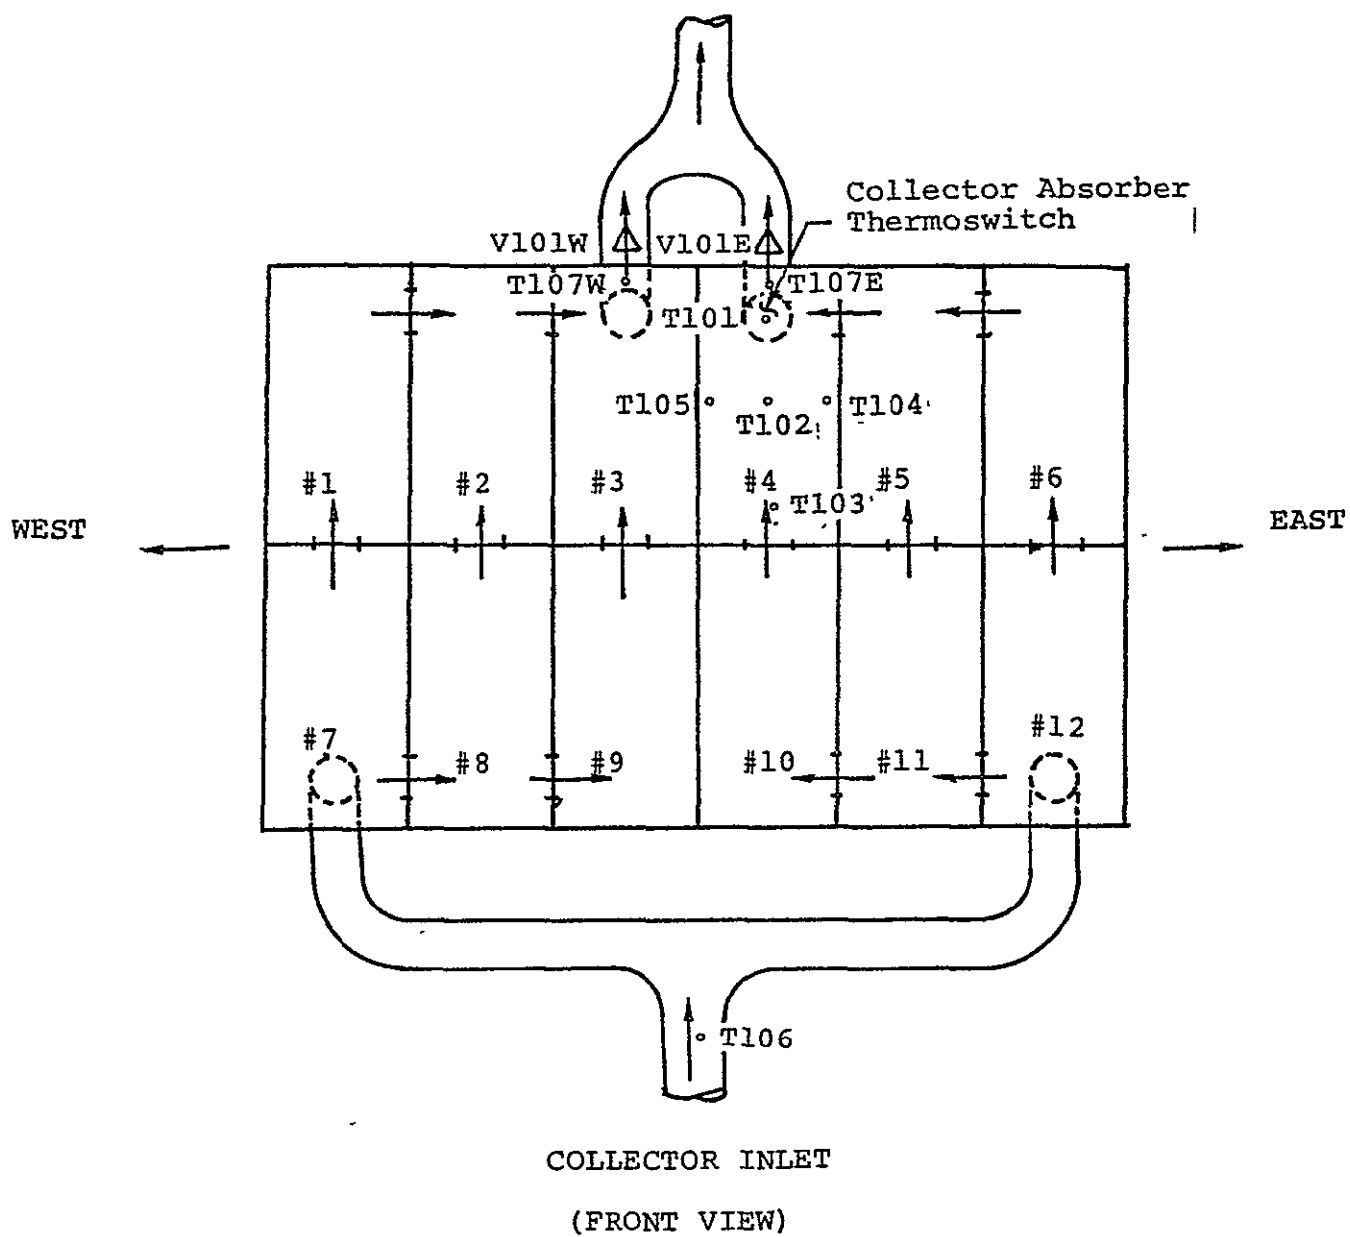 Collector Absorber
Thermoswitch
V101W
V101E
T107W
T107E
T101
T105
T102
T104
#1
#2
#3
#4
#5
#6
T103
WEST
EAST
#7
#8
#9
#10
#11
#12
T106
COLLECTOR INLET
(FRONT VIEW)